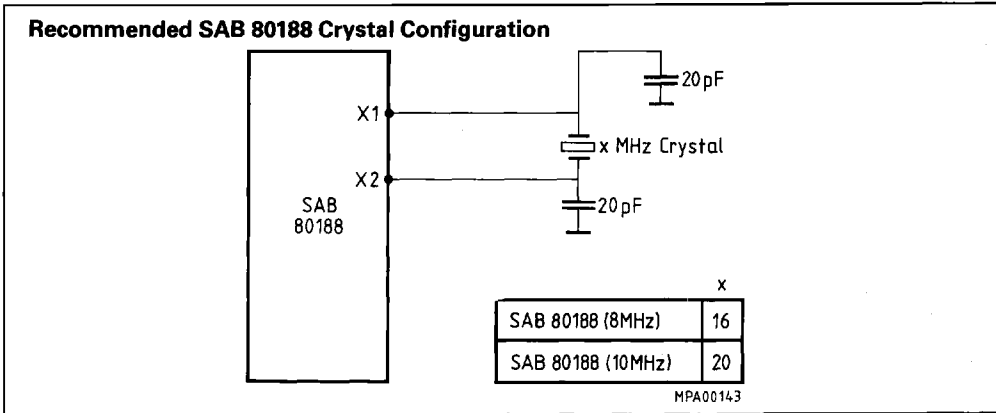 Recommended SAB 80188 Crystal Configuration
20pF
X1
x MHz Crystal
X2
20pF
SAB
80188
x
SAB 80188 (8MHz) 16
SAB 80188 (10MHz) 20
MPA00143